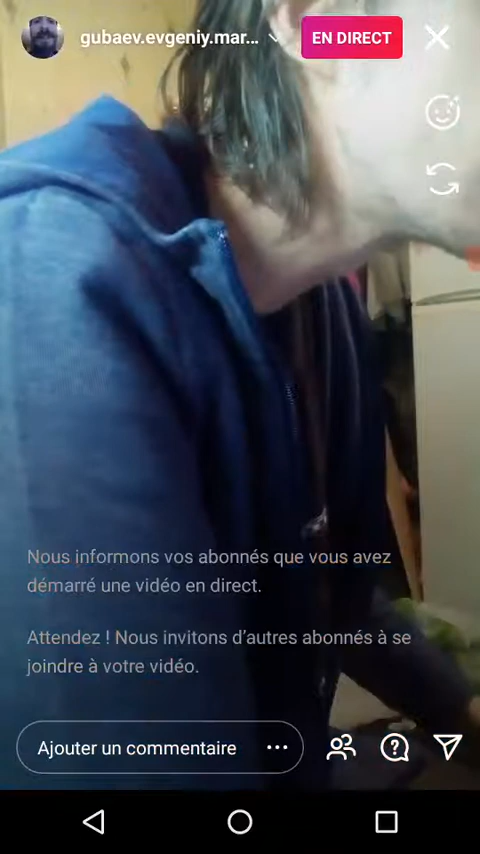 gubaev.evgeniy.mar...
EN DIRECT
Nous informons vos abonnés que vous avez
démarré une vidéo en direct.
Attendez ! Nous invitons d'autres abonnés à se
joindre à votre vidéo.
Ajouter un commentaire